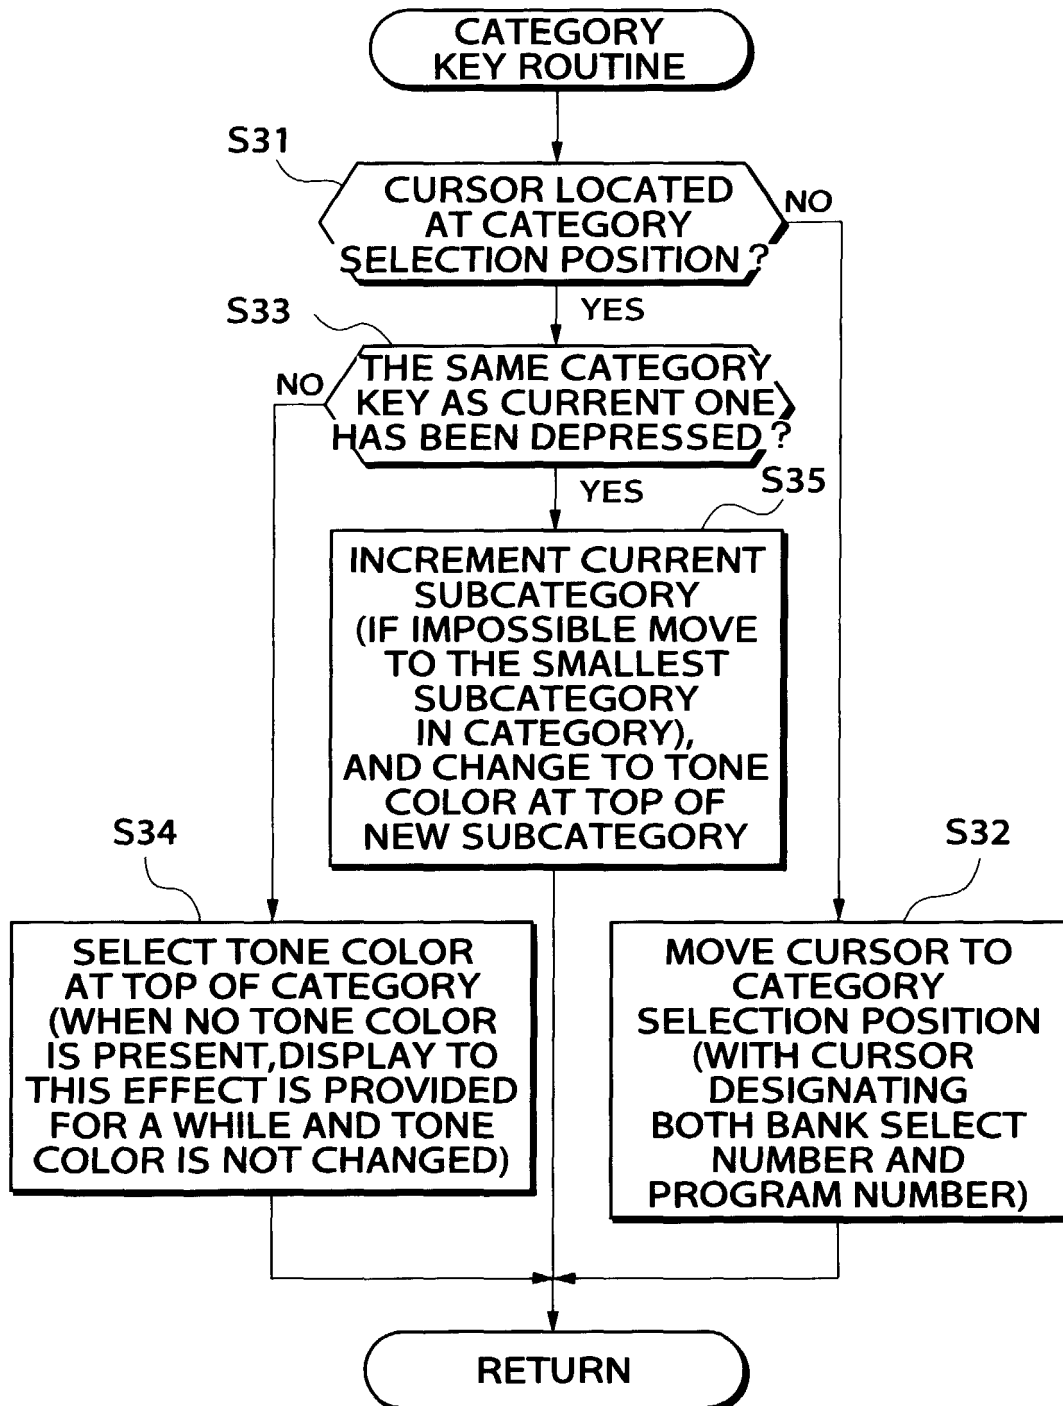 CATEGORY
KEY ROUTINE
S31
CURSOR LOCATED
AT CATEGORY
SELECTION POSITION?
NO
YES
S33
THE SAME CATEGORY
KEY AS CURRENT ONE
HAS BEEN DEPRESSED?
NO
YES
S35
INCREMENT CURRENT
SUBCATEGORY
(IF IMPOSSIBLE MOVE
TO THE SMALLEST
SUBCATEGORY
IN CATEGORY),
AND CHANGE TO TONE
COLOR AT TOP OF
NEW SUBCATEGORY
S34
SELECT TONE COLOR
AT TOP OF CATEGORY
(WHEN NO TONE COLOR
IS PRESENT,DISPLAY TO
THIS EFFECT IS PROVIDED
FOR A WHILE AND TONE
COLOR IS NOT CHANGED)
S32
MOVE CURSOR TO
CATEGORY
SELECTION POSITION
(WITH CURSOR
DESIGNATING
BOTH BANK SELECT
NUMBER AND
PROGRAM NUMBER)
RETURN